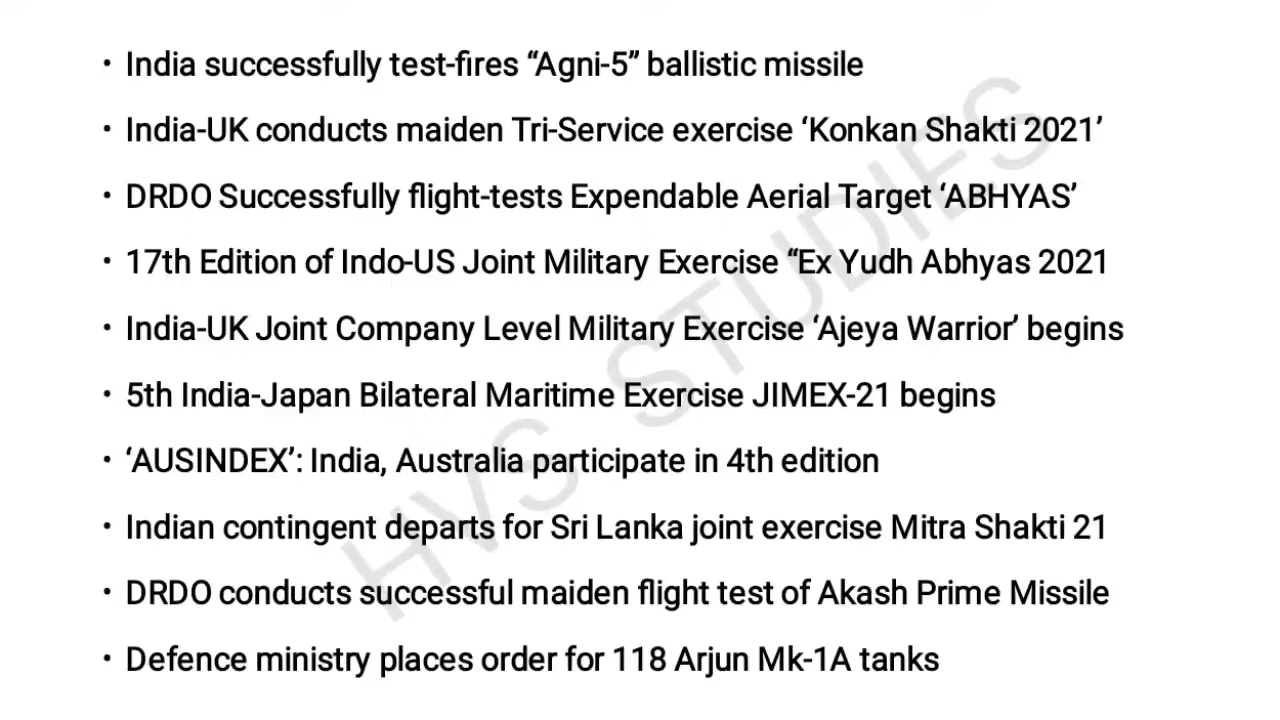 • India successfully test-fires “Agni-5” ballistic missile
• India-UK conducts maiden Tri-Service exercise ‘Konkan Shakti 2021’
• DRDO Successfully flight-tests Expendable Aerial Target ‘ABHYAS’
• 17th Edition of Indo-US Joint Military Exercise “Ex Yudh Abhyas 2021
• India-UK Joint Company Level Military Exercise ‘Ajeya Warrior’ begins
• 5th India-Japan Bilateral Maritime Exercise JIMEX-21 begins
• ‘AUSINDEX’: India, Australia participate in 4th edition
• Indian contingent departs for Sri Lanka joint exercise Mitra Shakti 21
• DRDO conducts successful maiden flight test of Akash Prime Missile
• Defence ministry places order for 118 Arjun Mk-1A tanks
HVS STUDIES